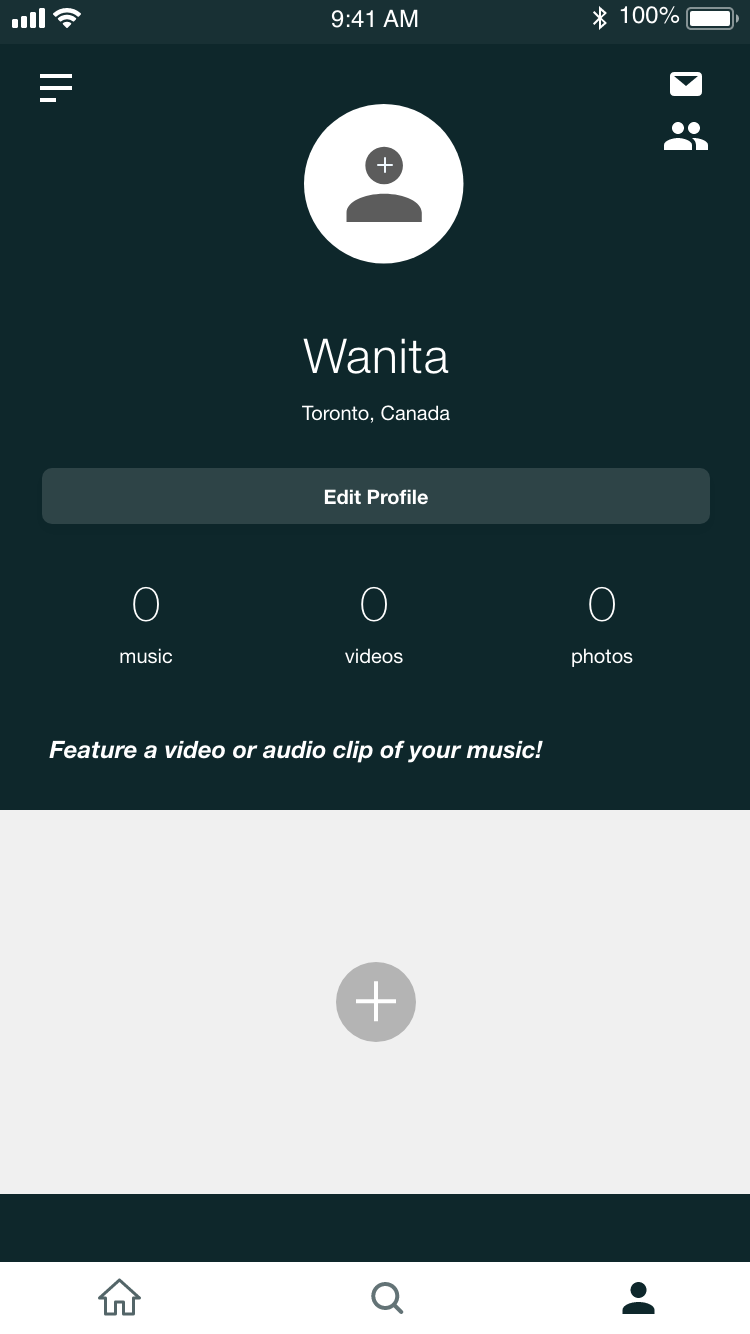 9:41 AM
100%
Wanita
Toronto, Canada
Edit Profile
0
0
0
music
videos
photos
Feature a video or audio clip of your music!